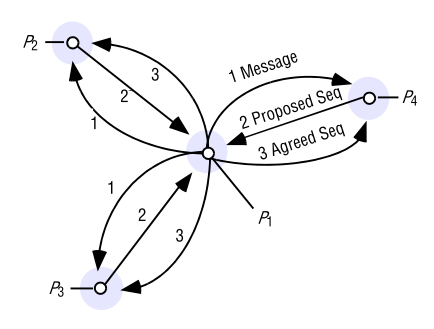 P2
3
1 Message
2
2 Proposed Seq
P4
1
3 Agreed Seq
1
2
P1
3
P3